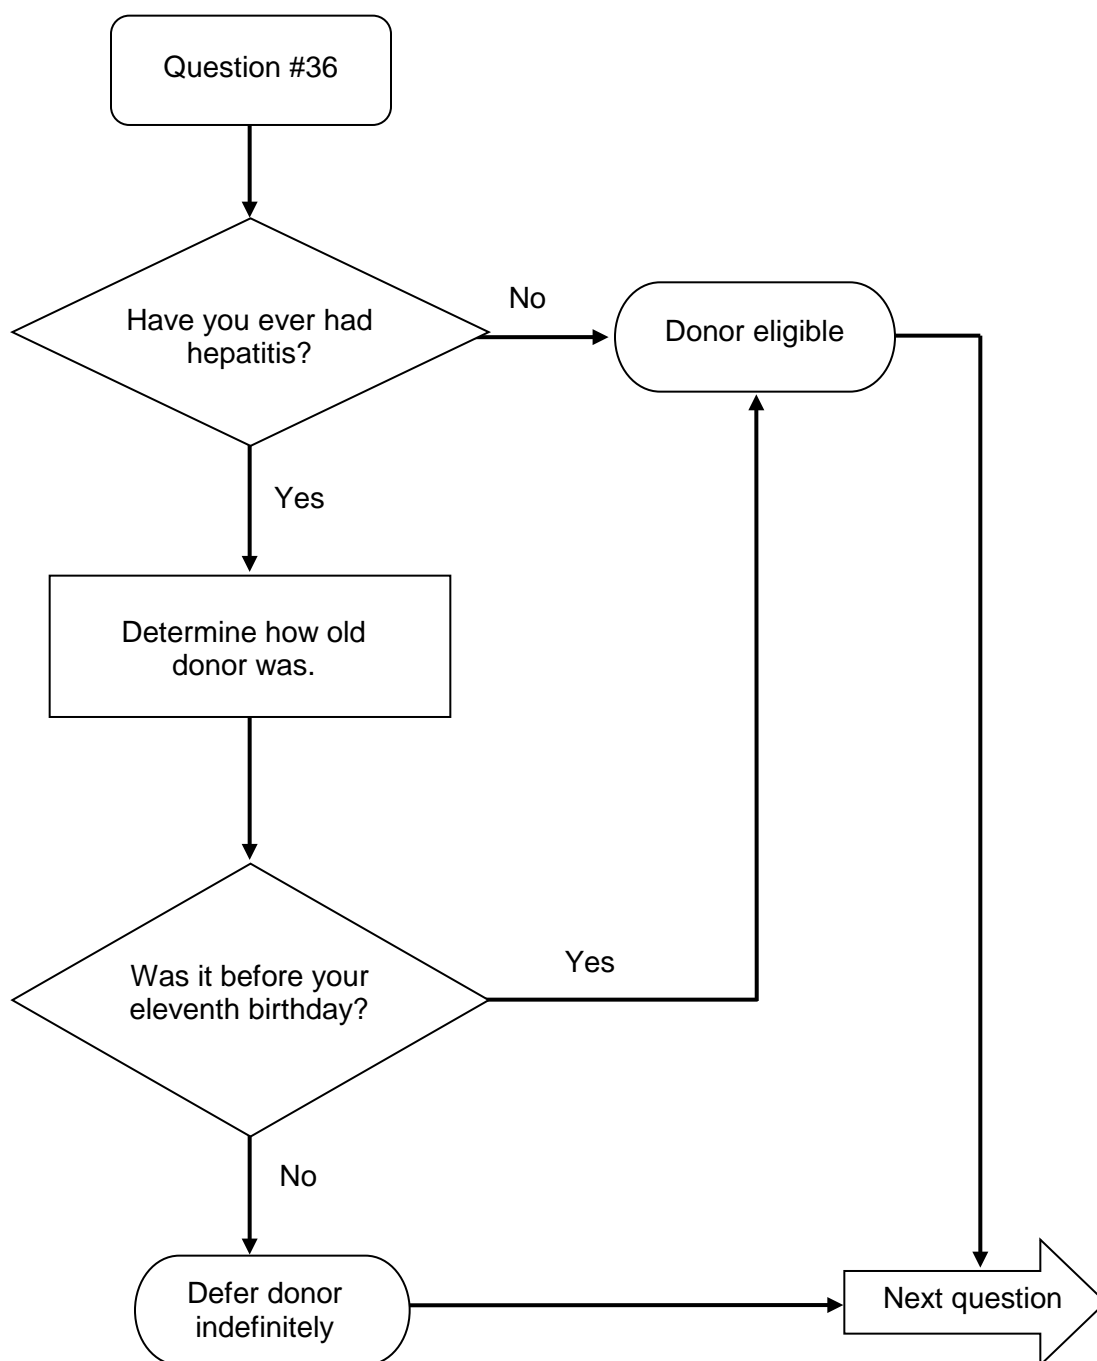 Question #36
Have you ever had
hepatitis?
No
Donor eligible
Yes
Determine how old
donor was.
Was it before your
eleventh birthday?
Yes
No
Defer donor
indefinitely
Next question